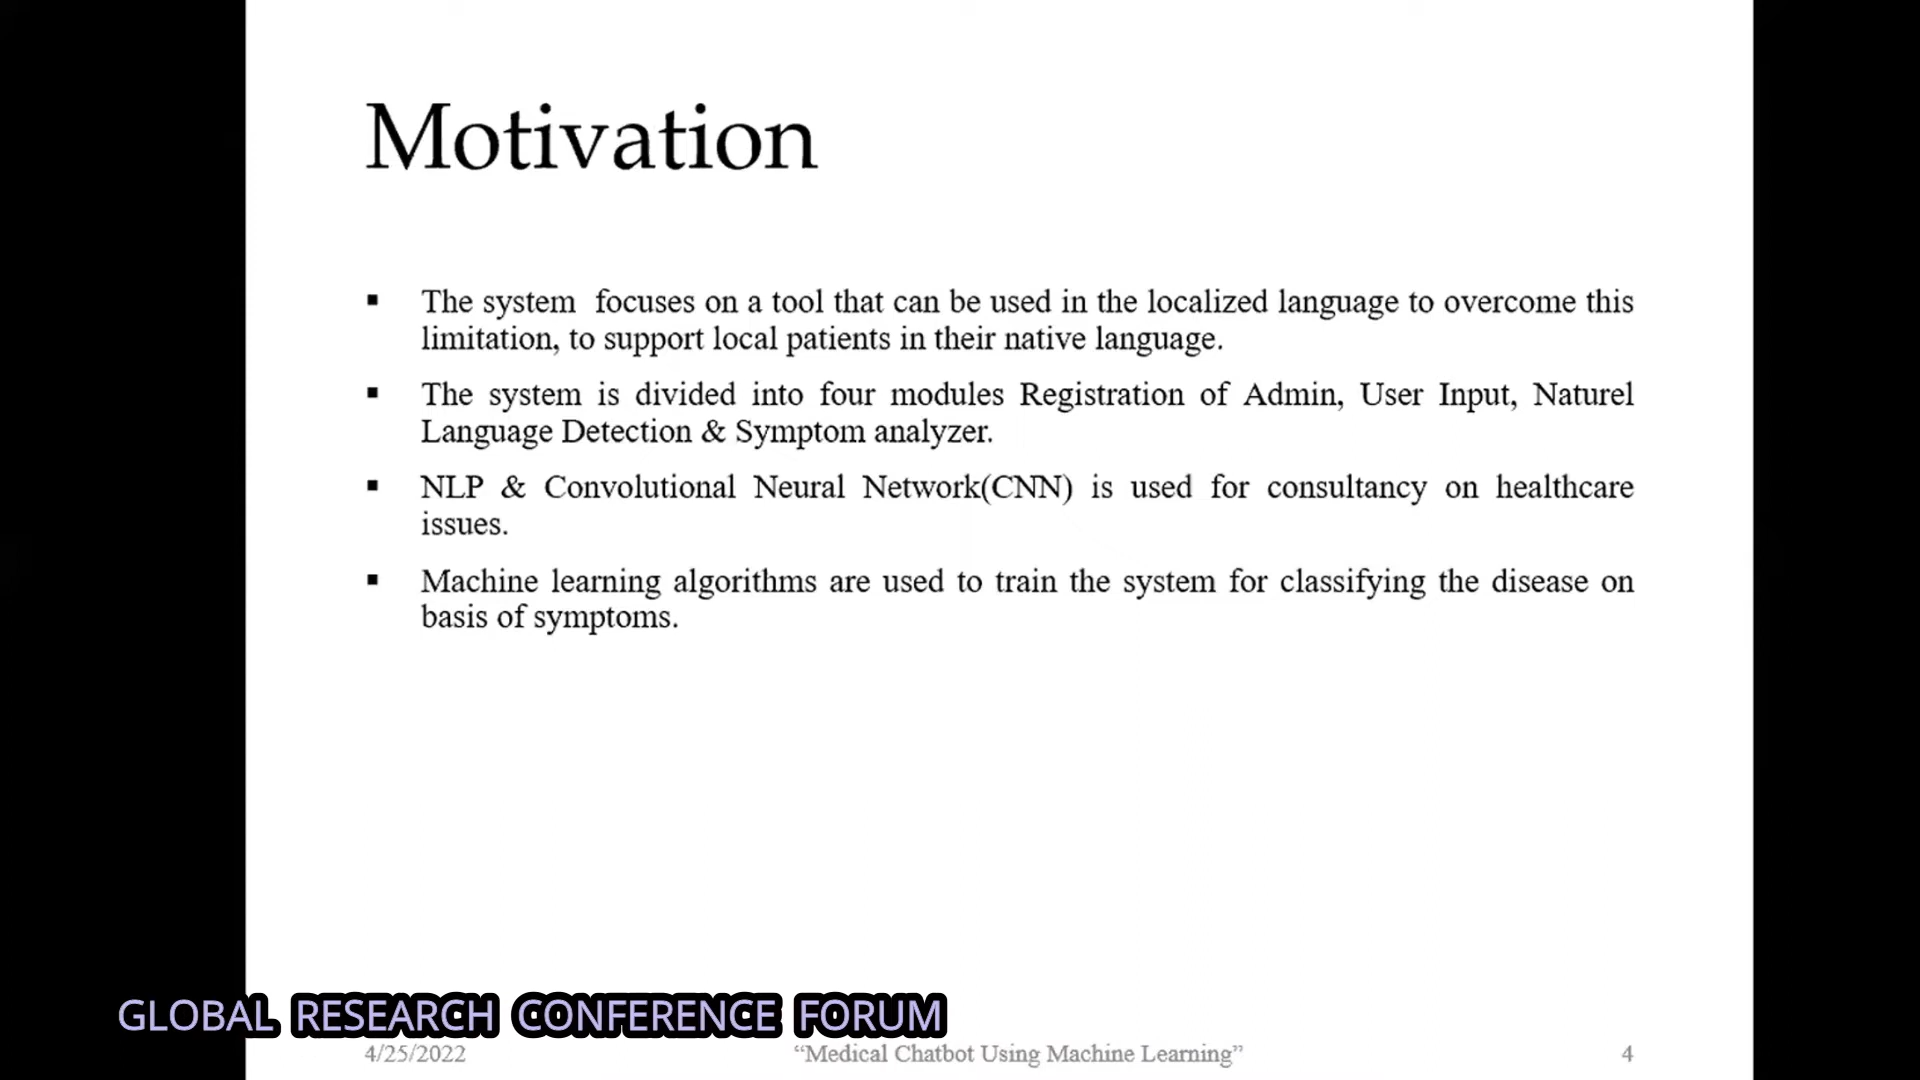 Motivation
▪ The system focuses on a tool that can be used in the localized language to overcome this
limitation, to support local patients in their native language.
▪ The system is divided into four modules Registration of Admin, User Input, Naturel
Language Detection & Symptom analyzer.
▪ NLP & Convolutional Neural Network(CNN) is used for consultancy on healthcare
issues.
▪ Machine learning algorithms are used to train the system for classifying the disease on
basis of symptoms.
GLOBAL RESEARCH CONFERENCE FORUM
4/25/2022 “Medical Chatbot Using Machine Learning” 4